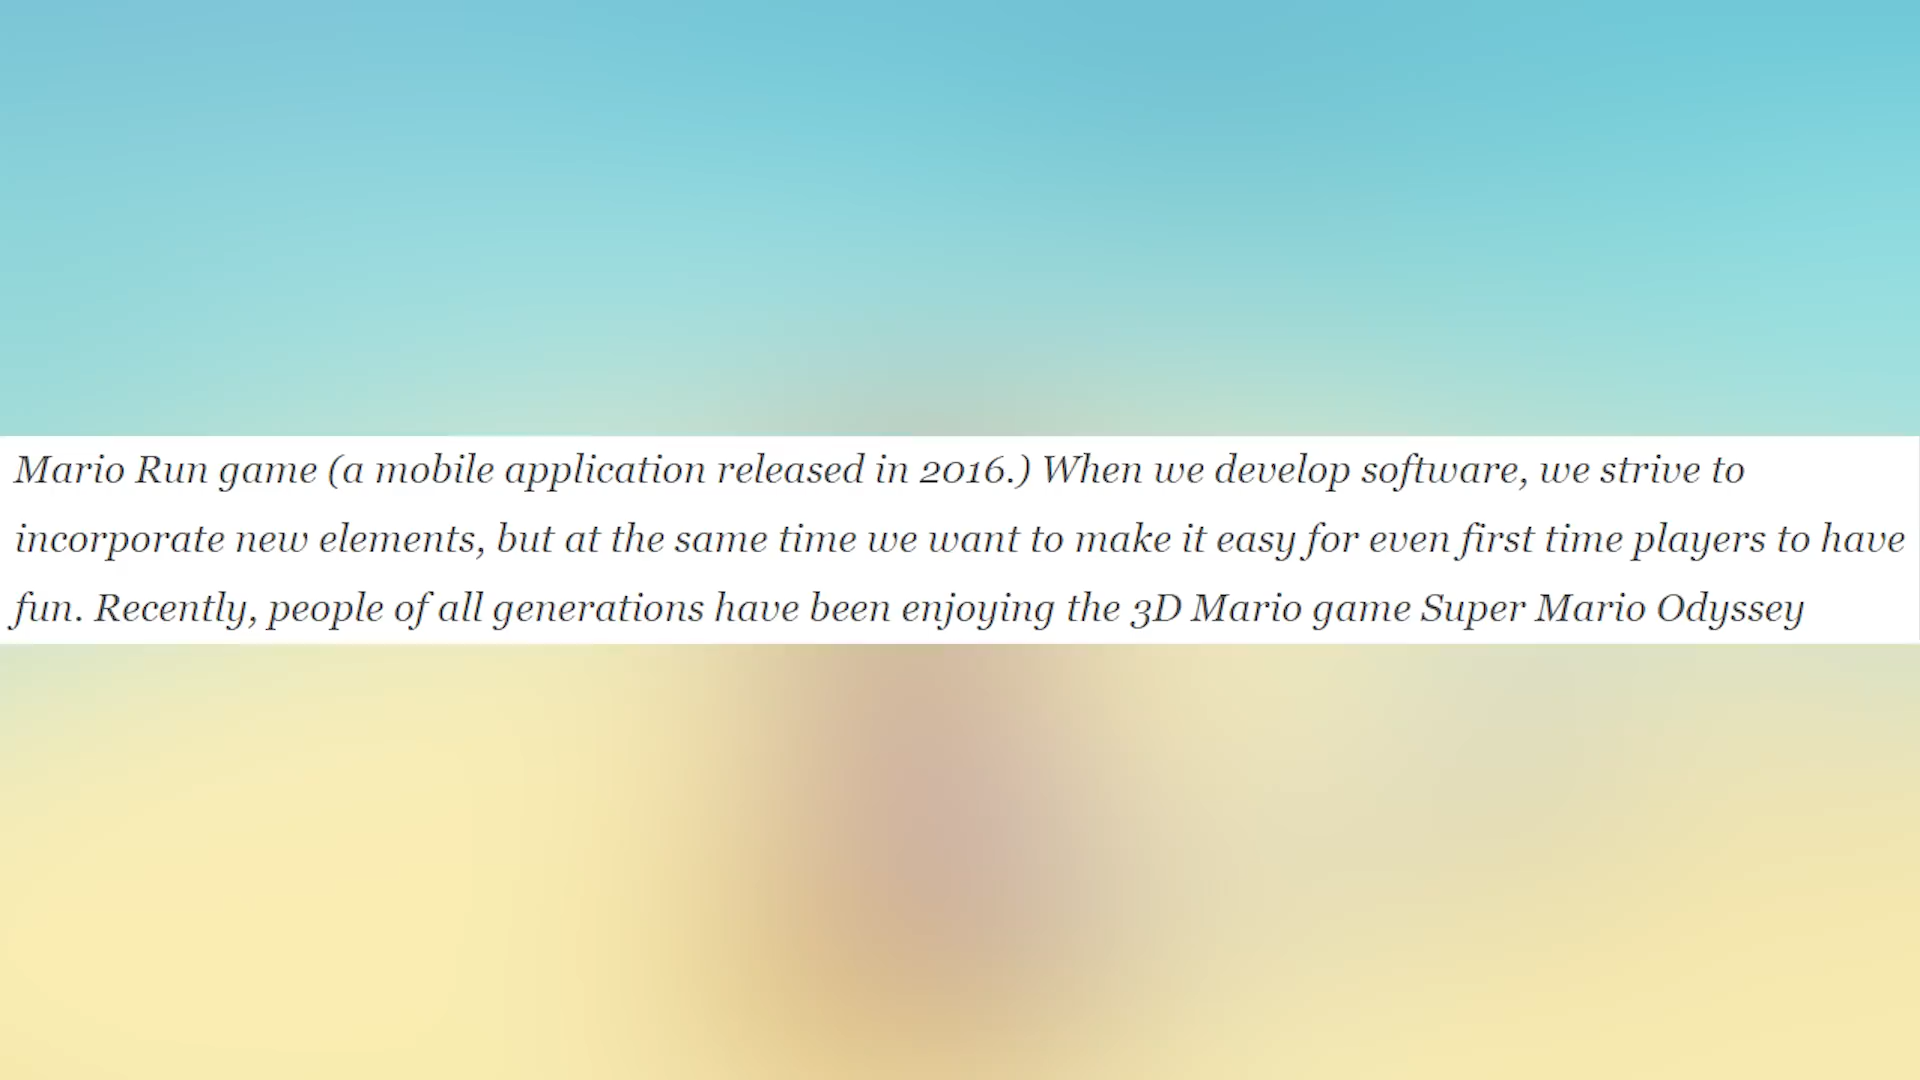 Mario Run game (a mobile application released in 2016.) When we develop software, we strive to
incorporate new elements, but at the same time we want to make it easy for even first time players to have
fun. Recently, people of all generations have been enjoying the 3D Mario game Super Mario Odyssey